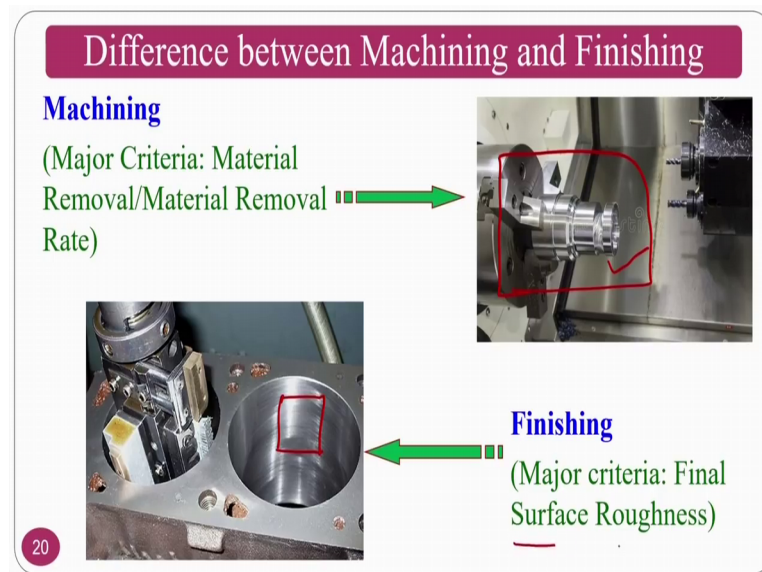 Difference between Machining and Finishing
Machining
(Major Criteria: Material
Removal/Material Removal
Rate)
Finishing
(Major criteria: Final
Surface Roughness)
20